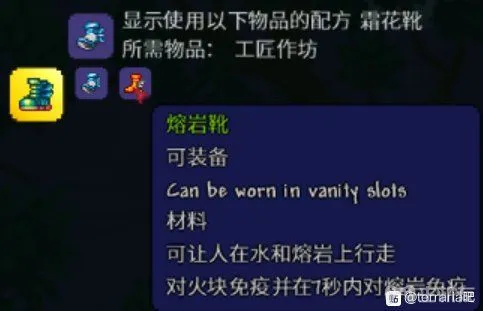 显示使用以下物品的配方 霜花靴
所需物品： 工匠作坊
熔岩靴
可装备
Can be worn in vanity slots
材料
可让人在水和熔岩上行走
对火块免疫并在7秒内对熔岩免疫
@terraria吧